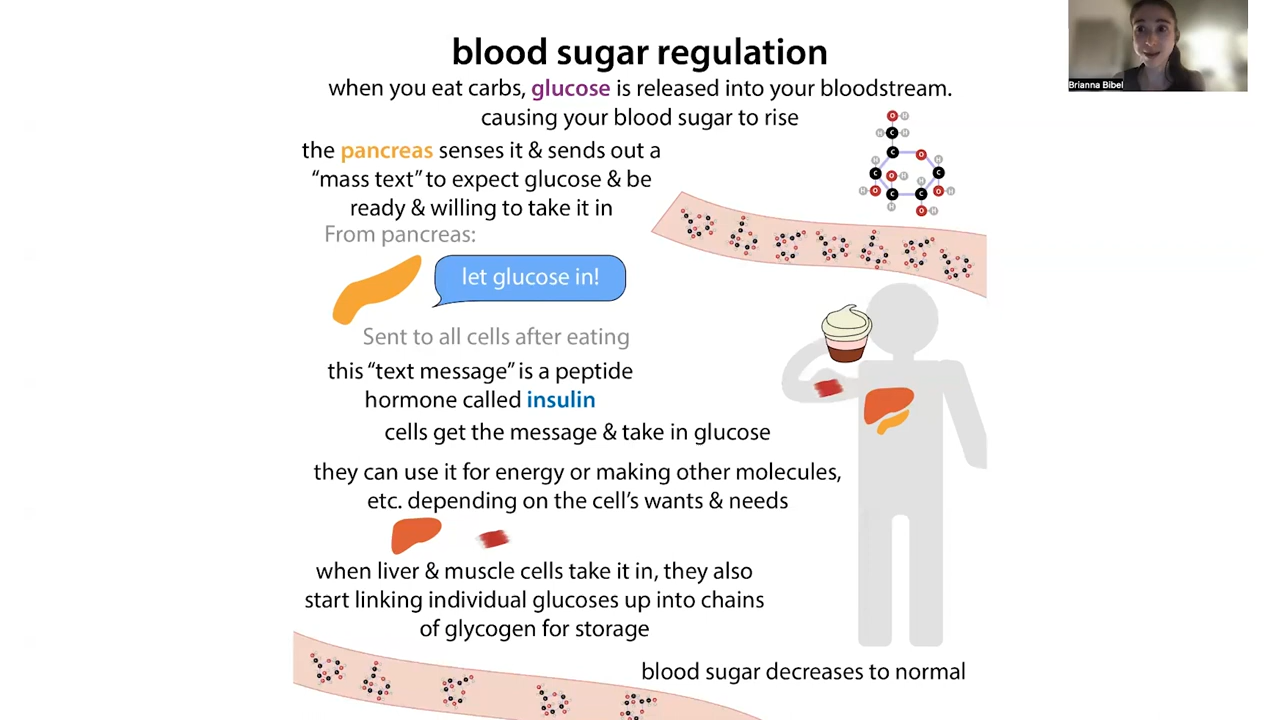 blood sugar regulation
Brianna Bibel
when you eat carbs, glucose is released into your bloodstream.
causing your blood sugar to rise
the pancreas senses it & sends out a
“mass text” to expect glucose & be
ready & willing to take it in
From pancreas:
let glucose in!
Sent to all cells after eating
this “text message” is a peptide
hormone called insulin
cells get the message & take in glucose
they can use it for energy or making other molecules,
etc. depending on the cell’s wants & needs
when liver & muscle cells take it in, they also
start linking individual glucoses up into chains
of glycogen for storage
blood sugar decreases to normal